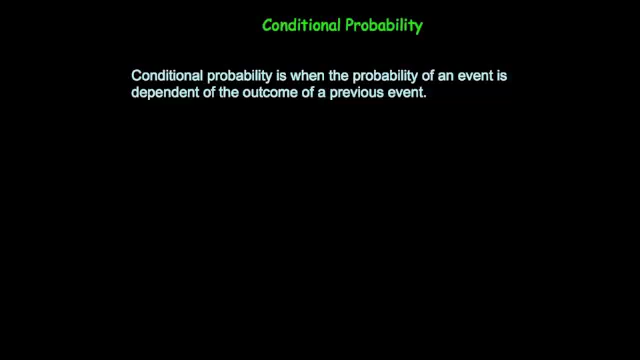 Conditional Probability
Conditional probability is when the probability of an event is
dependent of the outcome of a previous event.